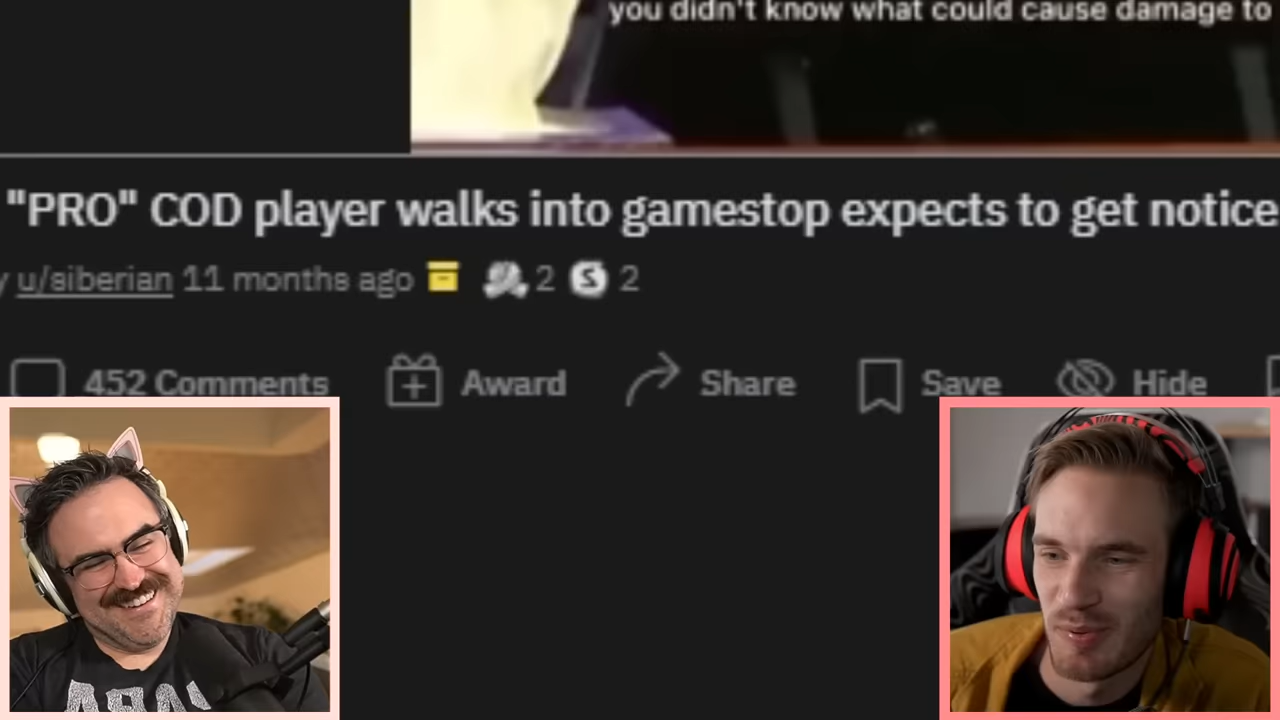 you didn't know what could cause damage to
"PRO" COD player walks into gamestop expects to get notice
y u/siberian 11 months ago 2 2
452 Comments Award Share Save Hide